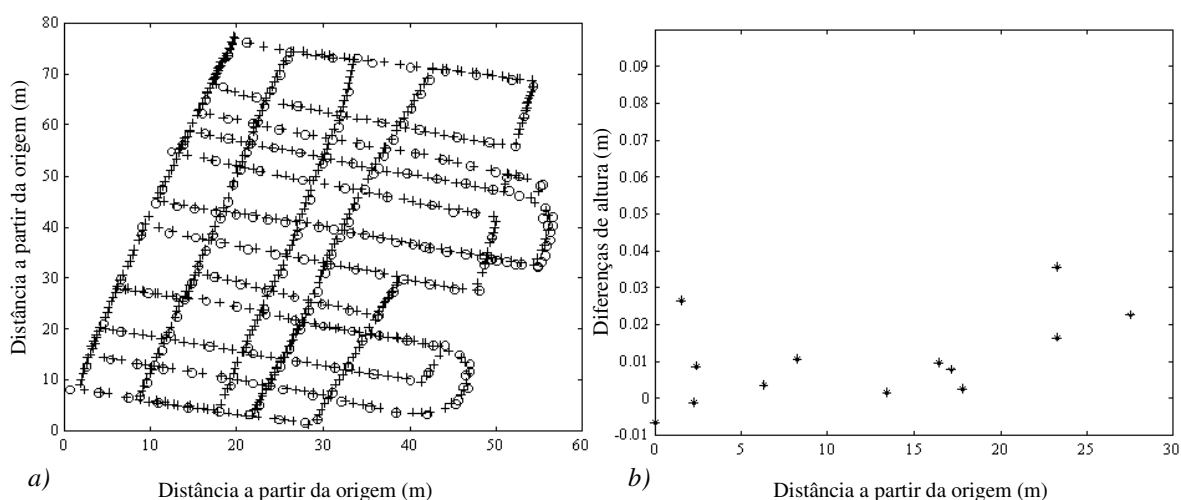 80
70
60
50
40
30
20
10
0
0 10 20 30 40 50 60
Distância a partir da origem (m)
Distância a partir da origem (m)
a)
0.09
0.08
0.07
0.06
0.05
0.04
0.03
0.02
0.01
0
-0.01
0 5 10 15 20 25 30
Diferenças de altura (m)
Distância a partir da origem (m)
b)